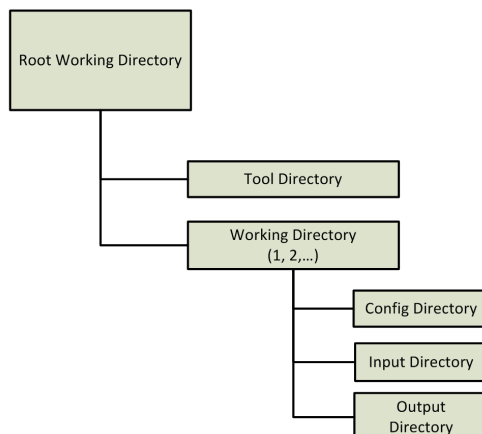 Root Working Directory
Tool Directory
Working Directory
(1, 2,...)
Config Directory
Input Directory
Output
Directory